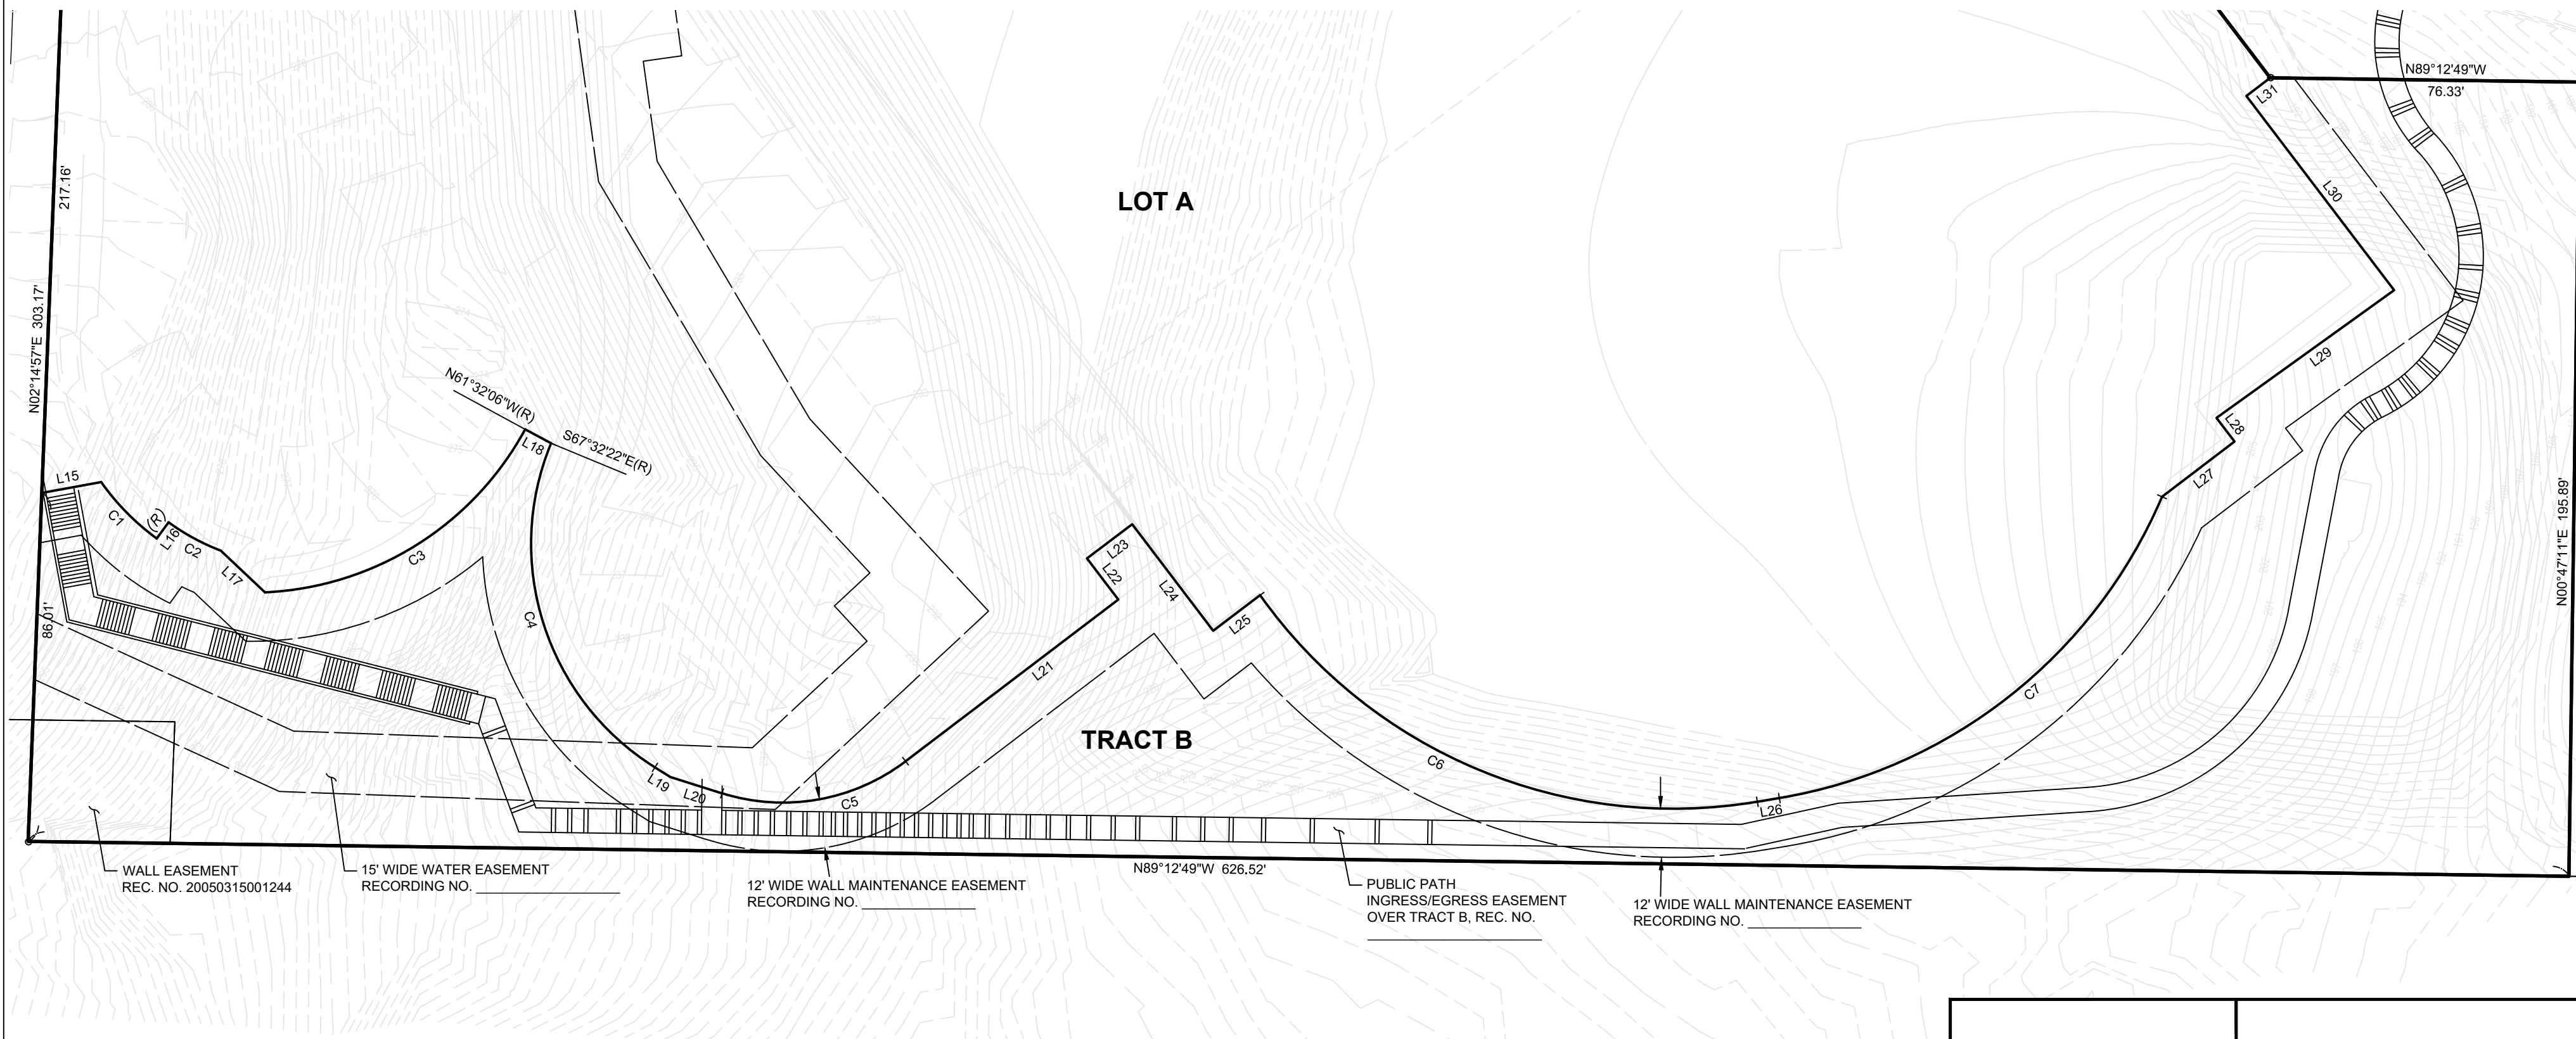 N89°12'49"W
76.33'
L31
L30
217.16'
LOT A
N02°14'57"E 303.17'
L29
N61°32'06"W(R)
S67°32'22"E(R)
L18
L28
L15
L27
C1
(R)
L16
C2
L17
C3
L23
L22
L24
L25
N00°47'11"E 195.89'
86.01'
C4
L21
C7
TRACT B
C6
L19
L20
C5
L26
N89°12'49"W 626.52'
WALL EASEMENT
REC. NO. 20050315001244
15' WIDE WATER EASEMENT
RECORDING NO.
12' WIDE WALL MAINTENANCE EASEMENT
RECORDING NO.
PUBLIC PATH
INGRESS/EGRESS EASEMENT
OVER TRACT B, REC. NO.
12' WIDE WALL MAINTENANCE EASEMENT
RECORDING NO.